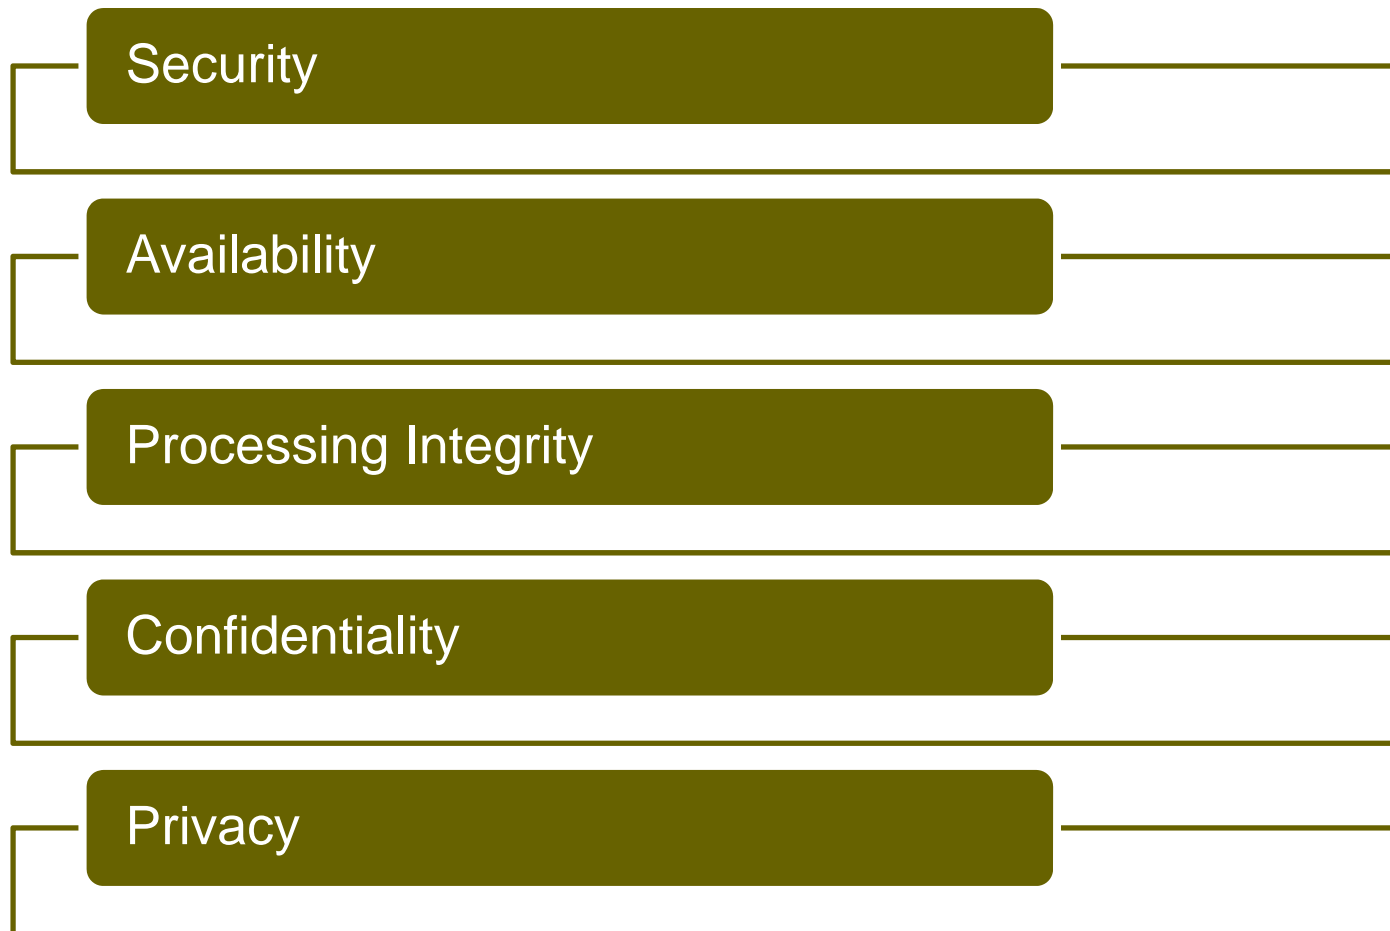 Security
Availability
Processing Integrity
Confidentiality
Privacy